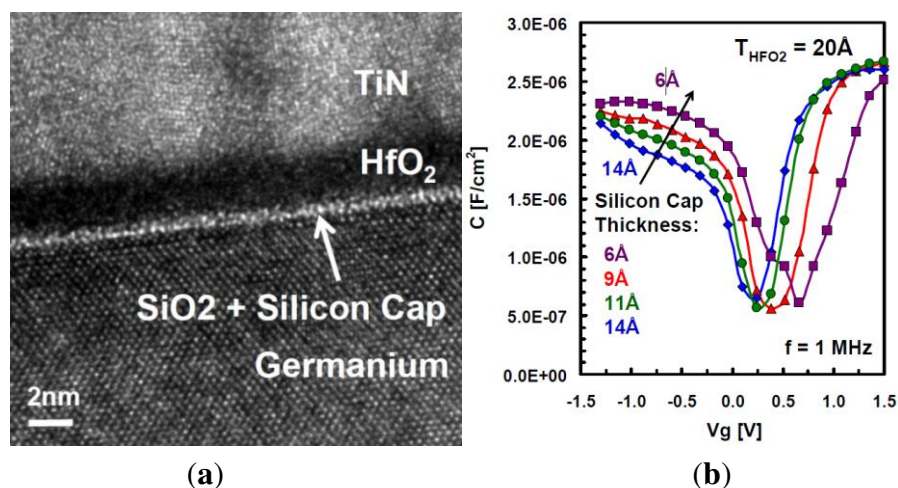 TiN
HfO2
SiO2 + Silicon Cap
Germanium
2nm
(a)
3.0E-06
2.5E-06
2.0E-06
1.5E-06
1.0E-06
5.0E-07
0.0E+00
C [F/cm2]
THFO2 = 20Å
6Å
14Å
Silicon Cap
Thickness:
6Å
9Å
11Å
14Å
f = 1 MHz
-1.5 -1.0 -0.5 0.0 0.5 1.0 1.5
Vg [V]
(b)